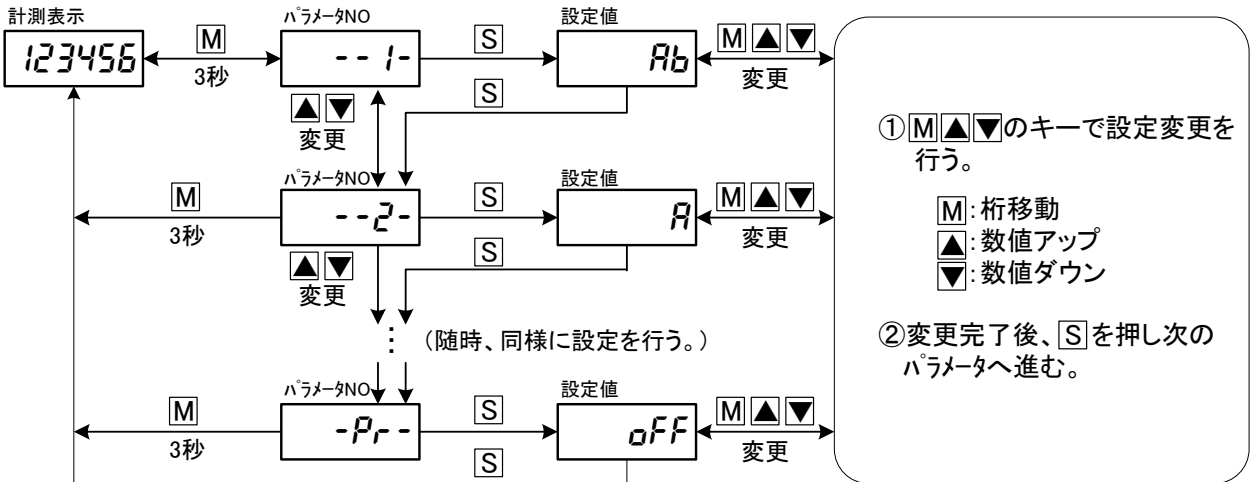 計測表示
123456
M
3秒
パラメータNO
--1-
S
設定値
Ab
M▲▼
変更
▲▼
変更
S
パラメータNO
--2-
M
3秒
S
設定値
A
M▲▼
変更
▲▼
変更
S
⋮ (随時、同様に設定を行う。)
パラメータNO
-Pr-
M
3秒
S
設定値
oFF
M▲▼
変更
S
①M▲▼のキーで設定変更を
行う。
M:桁移動
▲:数値アップ
▼:数値ダウン
②変更完了後、Sを押し次の
パラメータへ進む。